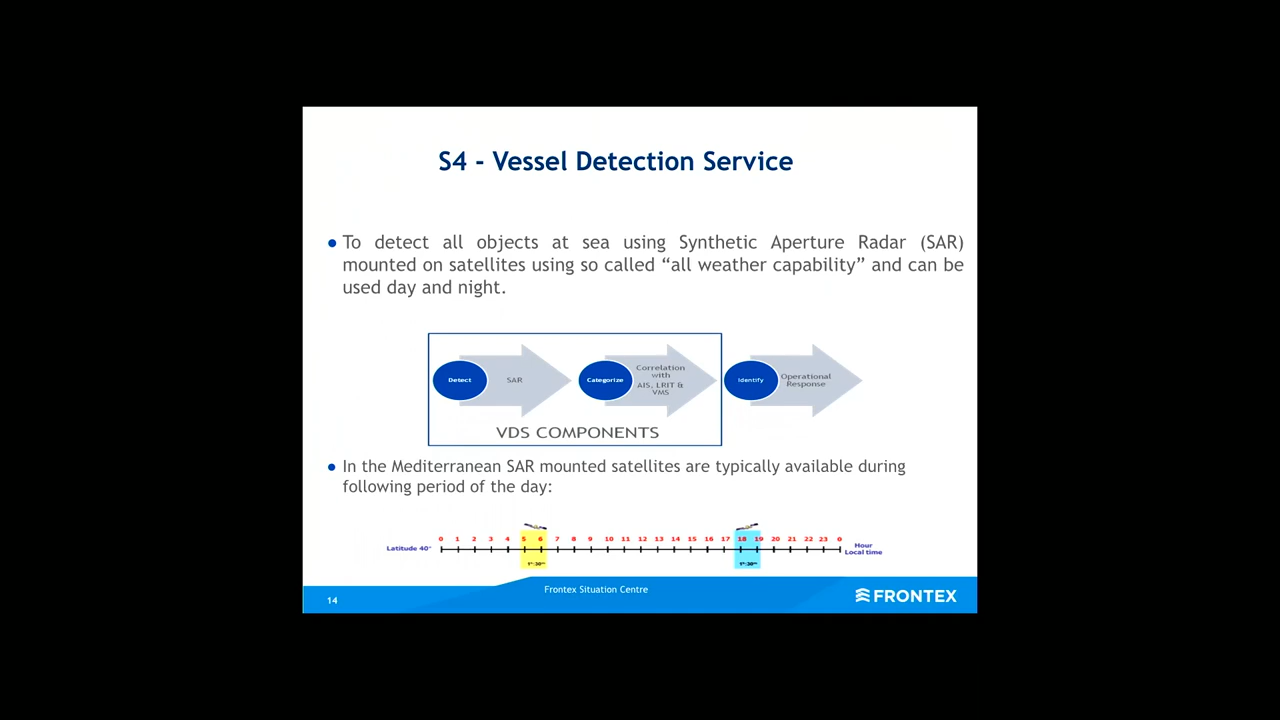 S4 - Vessel Detection Service
● To detect all objects at sea using Synthetic Aperture Radar (SAR)
mounted on satellites using so called “all weather capability” and can be
used day and night.
Detect
SAR
Categorize
Correlation
with
AIS, LRIT &
VMS
Identify
Operational
Response
VDS COMPONENTS
● In the Mediterranean SAR mounted satellites are typically available during
following period of the day:
Latitude 40°
0 1 2 3 4 5 6 7 8 9 10 11 12 13 14 15 16 17 18 19 20 21 22 23 0
Hour
Local time
1ʰ:30ᵐ
1ʰ:30ᵐ
14
Frontex Situation Centre
FRONTEX